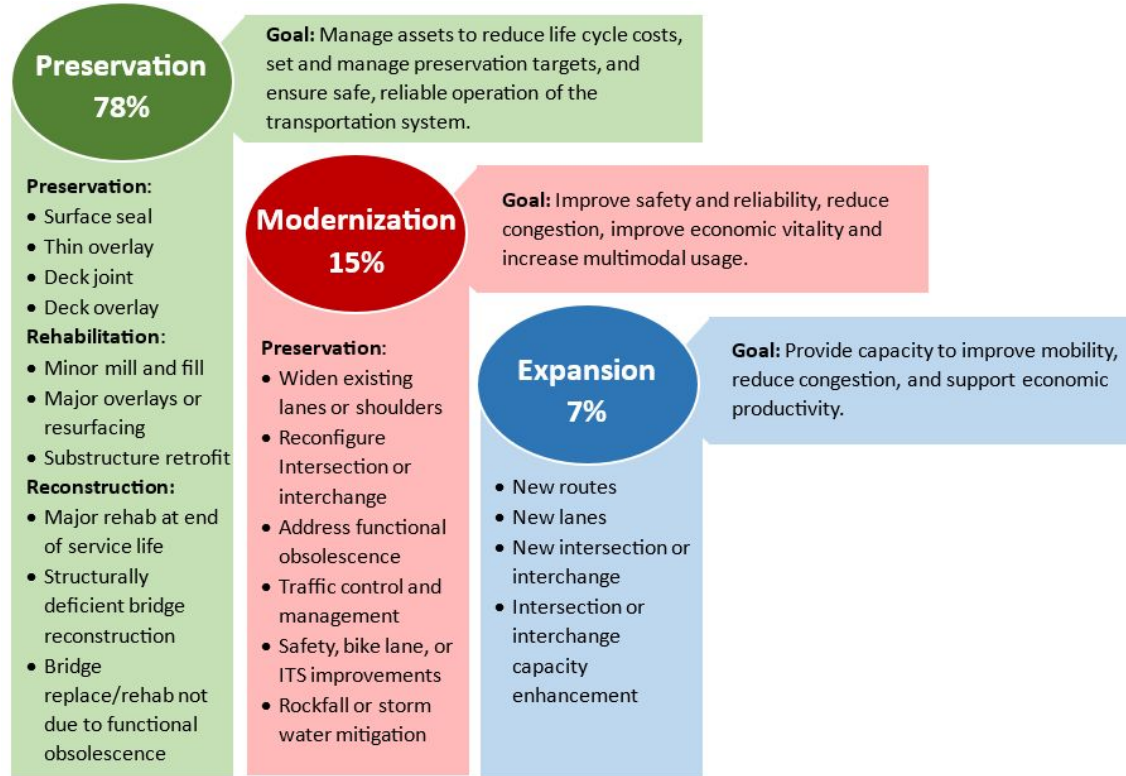 Preservation
78%
Goal: Manage assets to reduce life cycle costs,
set and manage preservation targets, and
ensure safe, reliable operation of the
transportation system.
Preservation:
• Surface seal
• Thin overlay
• Deck joint
• Deck overlay
Rehabilitation:
• Minor mill and fill
• Major overlays or
resurfacing
• Substructure retrofit
Reconstruction:
• Major rehab at end
of service life
• Structurally
deficient bridge
reconstruction
• Bridge
replace/rehab not
due to functional
obsolescence
Modernization
15%
Goal: Improve safety and reliability, reduce
congestion, improve economic vitality and
increase multimodal usage.
Preservation:
• Widen existing
lanes or shoulders
• Reconfigure
Intersection or
interchange
• Address functional
obsolescence
• Traffic control and
management
• Safety, bike lane, or
ITS improvements
• Rockfall or storm
water mitigation
Expansion
7%
Goal: Provide capacity to improve mobility,
reduce congestion, and support economic
productivity.
• New routes
• New lanes
• New intersection or
interchange
• Intersection or
interchange
capacity
enhancement